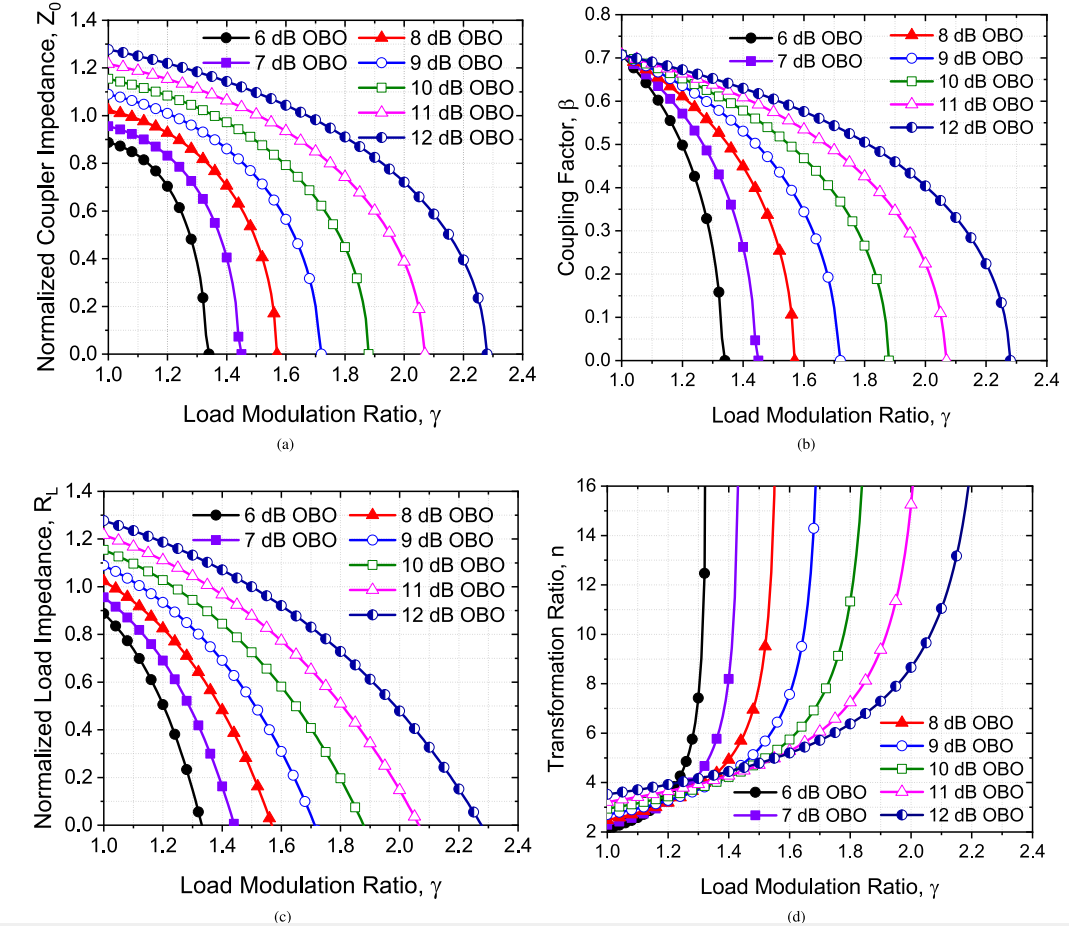 Normalized Coupler Impedance, Z0
1.4
1.2
1.0
0.8
0.6
0.4
0.2
0.0
6 dB OBO
7 dB OBO
8 dB OBO
9 dB OBO
10 dB OBO
11 dB OBO
12 dB OBO
1.0 1.2 1.4 1.6 1.8 2.0 2.2 2.4
Load Modulation Ratio, γ
(a)
Coupling Factor, β
0.8
0.7
0.6
0.5
0.4
0.3
0.2
0.1
0.0
6 dB OBO
7 dB OBO
8 dB OBO
9 dB OBO
10 dB OBO
11 dB OBO
12 dB OBO
1.0 1.2 1.4 1.6 1.8 2.0 2.2 2.4
Load Modulation Ratio, γ
(b)
Normalized Load Impedance, RL
1.4
1.2
1.0
0.8
0.6
0.4
0.2
0.0
6 dB OBO
7 dB OBO
8 dB OBO
9 dB OBO
10 dB OBO
11 dB OBO
12 dB OBO
1.0 1.2 1.4 1.6 1.8 2.0 2.2 2.4
Load Modulation Ratio, γ
(c)
Transformation Ratio, n
16
14
12
10
8
6
4
2
6 dB OBO
7 dB OBO
8 dB OBO
9 dB OBO
10 dB OBO
11 dB OBO
12 dB OBO
1.0 1.2 1.4 1.6 1.8 2.0 2.2 2.4
Load Modulation Ratio, γ
(d)